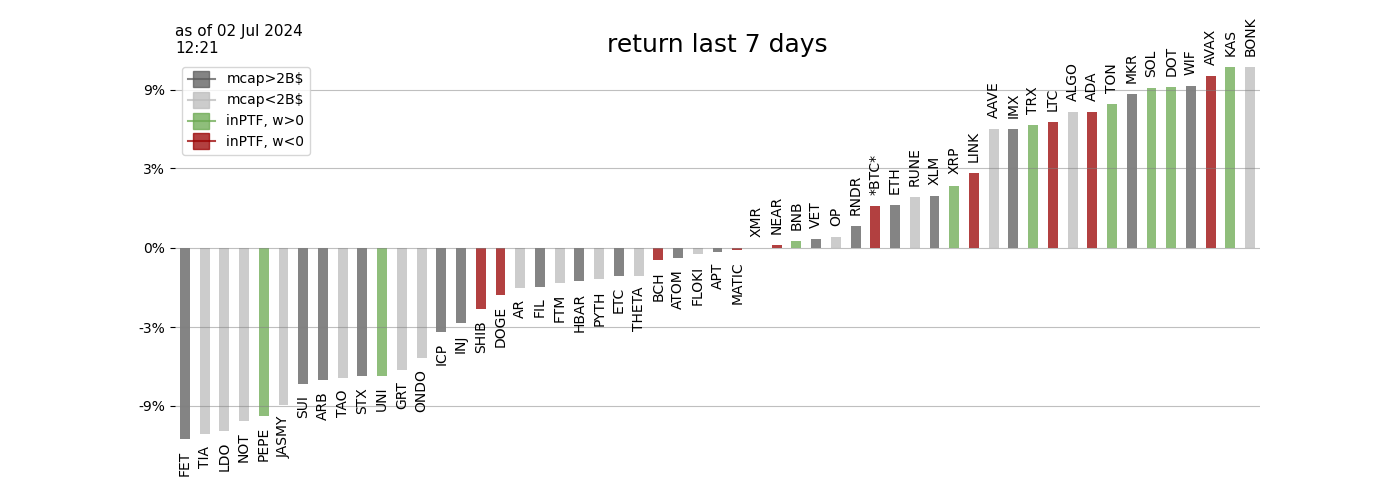 as of 02 Jul 2024
12:21
return last 7 days
mcap>2B$
mcap<2B$
inPTF, w>0
inPTF, w<0
9%
3%
0%
-3%
-9%
FET
TIA
LDO
NOT
PEPE
JASMY
SUI
ARB
TAO
STX
UNI
GRT
ONDO
ICP
INJ
SHIB
DOGE
AR
FIL
FTM
HBAR
PYTH
ETC
THETA
BCH
ATOM
FLOKI
APT
MATIC
XMR
NEAR
BNB
VET
OP
RNDR
*BTC*
ETH
RUNE
XLM
XRP
LINK
AAVE
IMX
TRX
LTC
ALGO
ADA
TON
MKR
SOL
DOT
WIF
AVAX
KAS
BONK